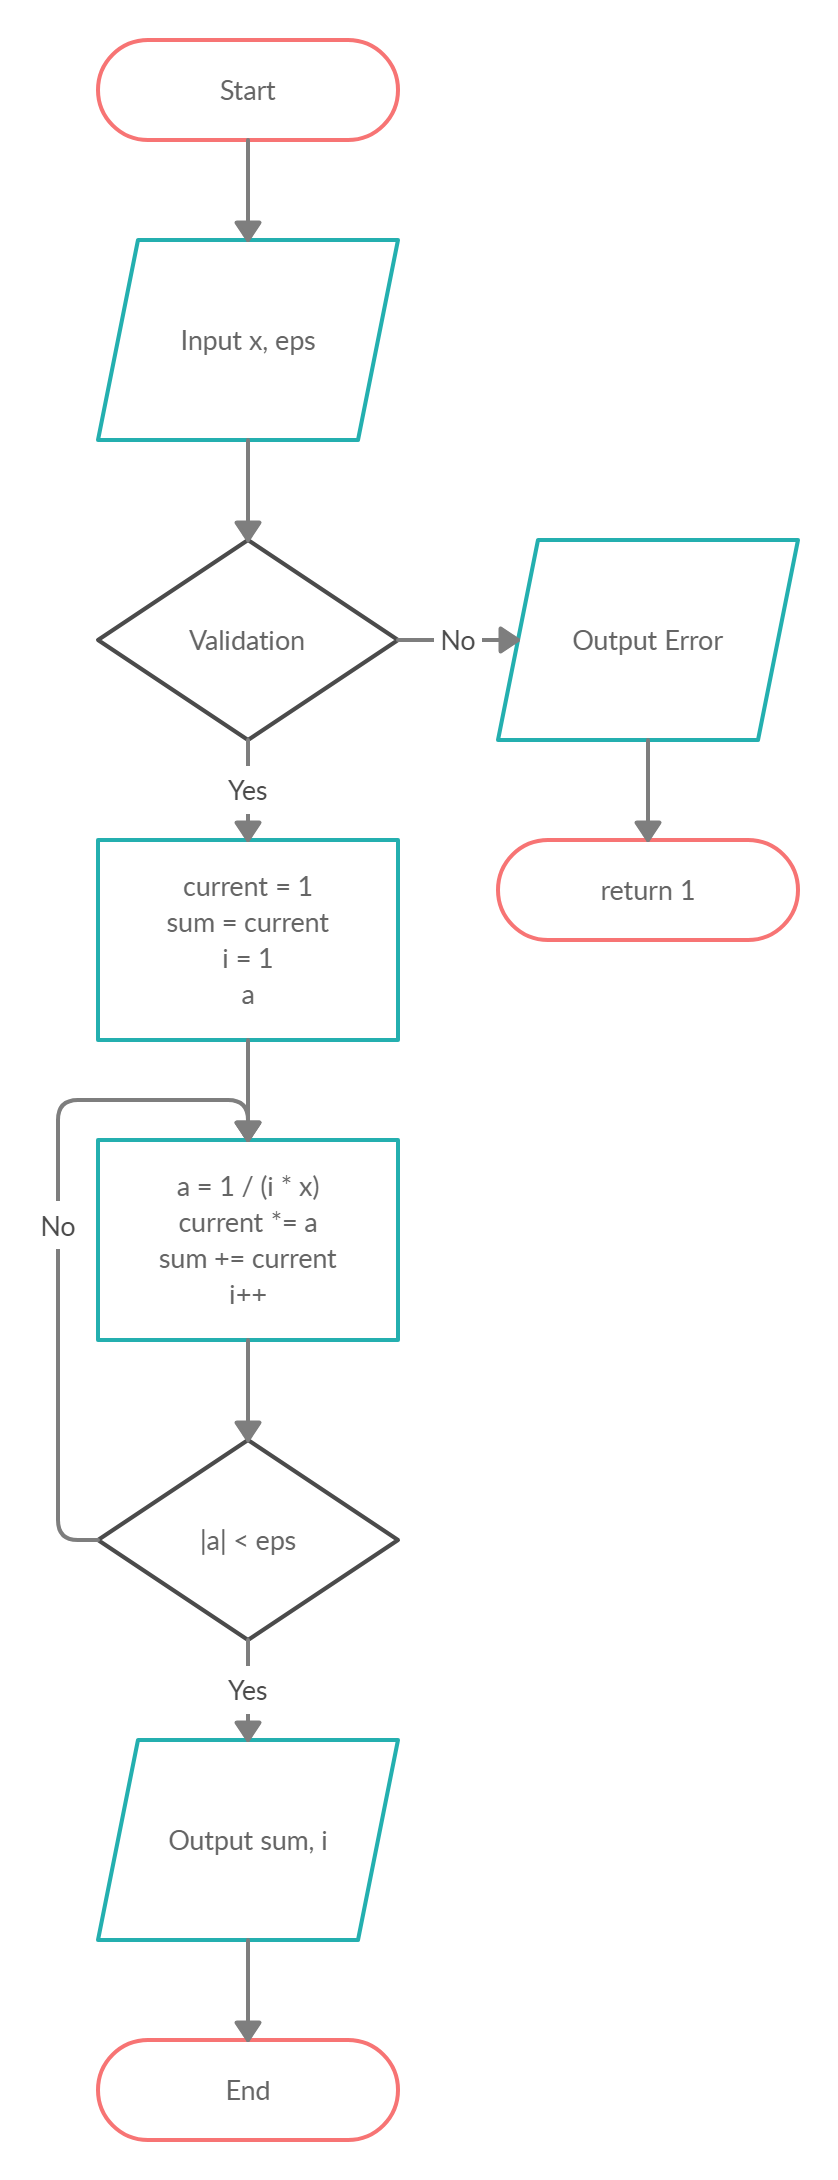 Start
Input x, eps
Validation
No
Output Error
Yes
current = 1
sum = current
i = 1
a
return 1
a = 1 / (i * x)
current *= a
sum += current
i++
No
|a| < eps
Yes
Output sum, i
End